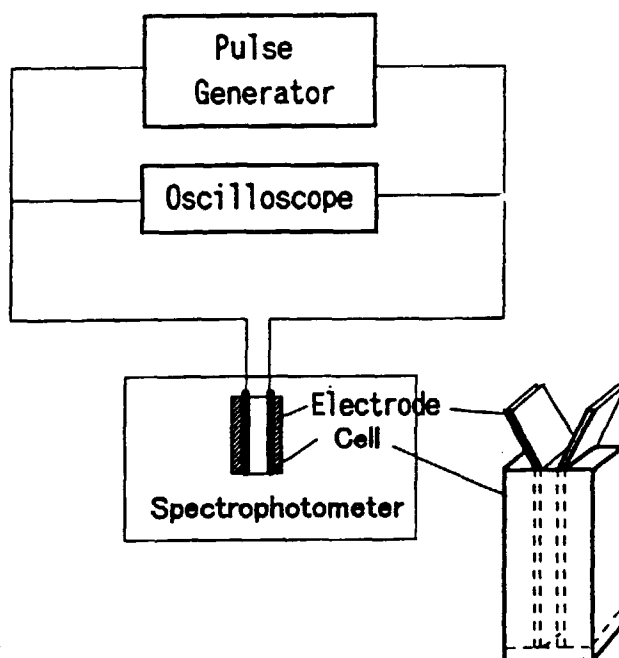 Pulse
Generator
Oscilloscope
Electrode
Cell
Spectrophotometer